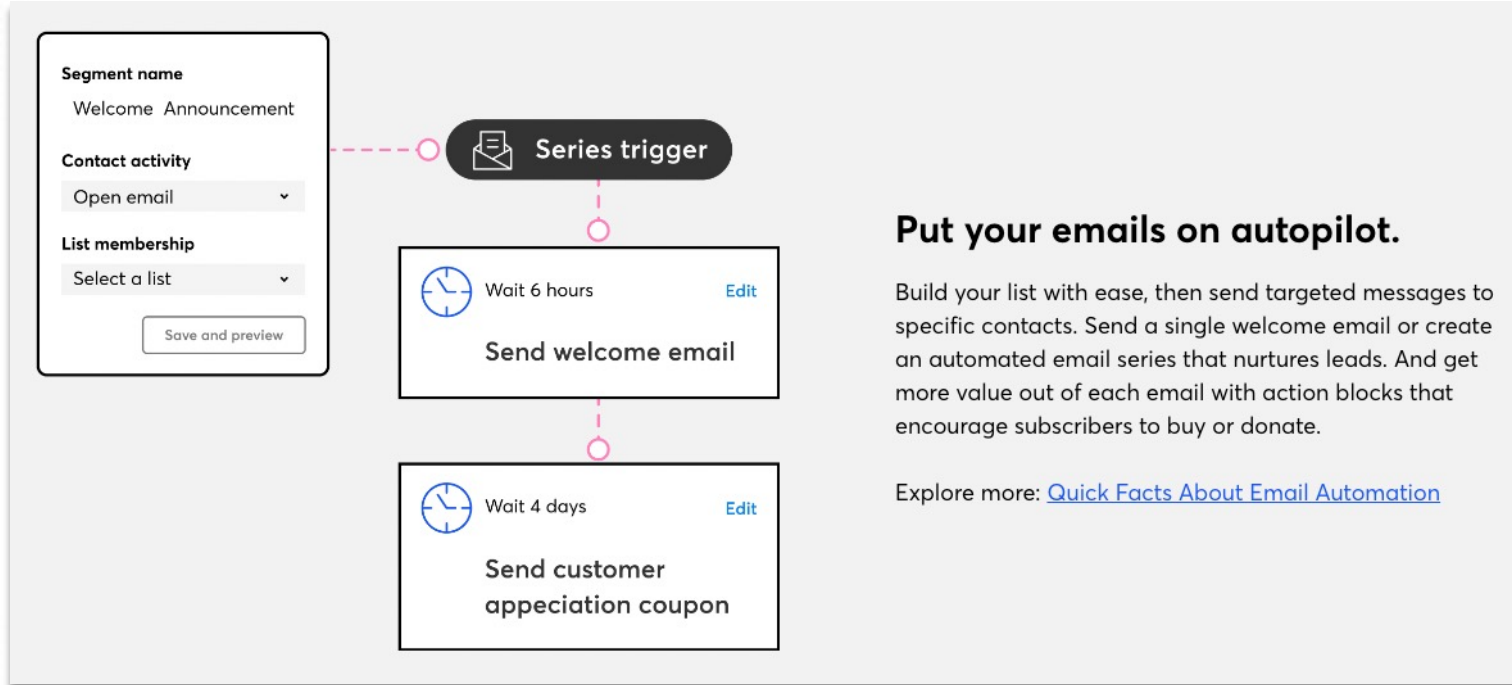 Segment name
Welcome Announcement
Contact activity
Open email
List membership
Select a list
Save and preview
Series trigger
Wait 6 hours
Edit
Send welcome email
Wait 4 days
Edit
Send customer
appeciation coupon
Put your emails on autopilot.
Build your list with ease, then send targeted messages to
specific contacts. Send a single welcome email or create
an automated email series that nurtures leads. And get
more value out of each email with action blocks that
encourage subscribers to buy or donate.
Explore more: Quick Facts About Email Automation